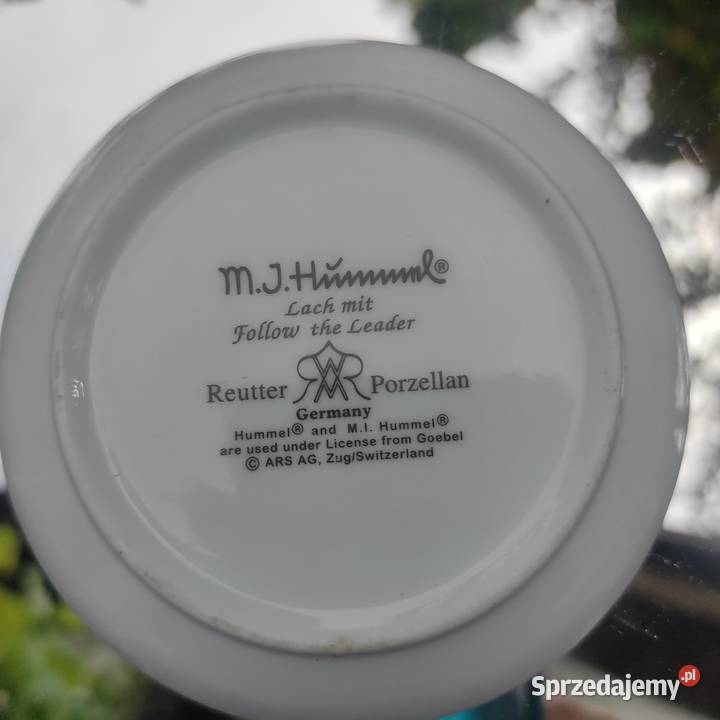 M.J.Hummel®
Lach mit
Follow the Leader
Reutter Porzellan
Germany
Hummel® and M.I. Hummel®
are used under License from Goebel
© ARS AG, Zug/Switzerland
Sprzedajemy.pl